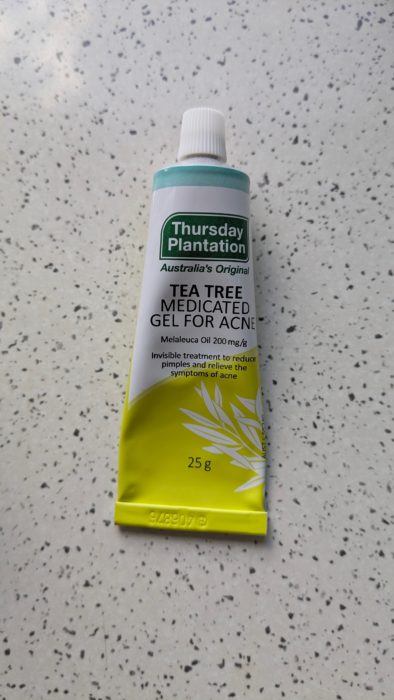 Thursday
Plantation
Australia's Original
TEA TREE
MEDICATED
GEL FOR ACNE
Melaleuca Oil 200 mg/g
Invisible treatment to reduce
pimples and relieve the
symptoms of acne
25 g